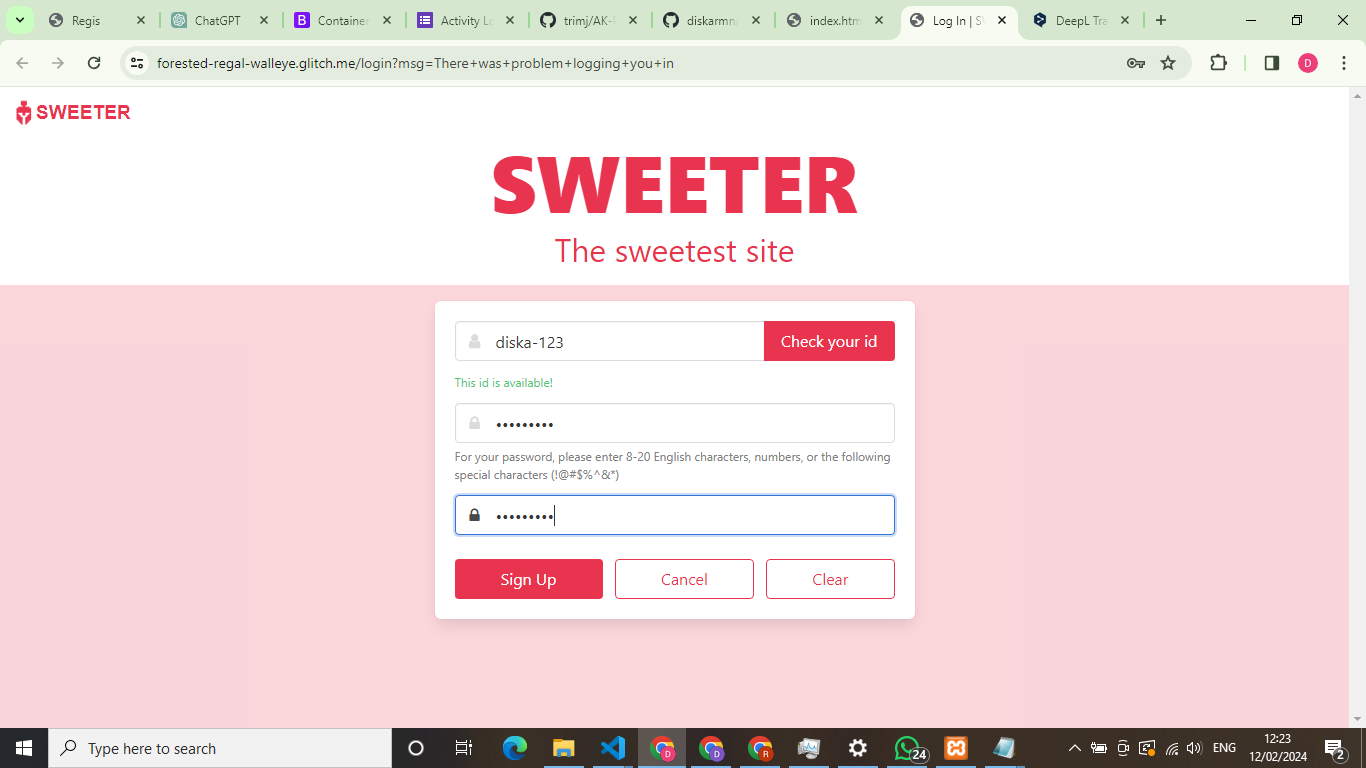 Regis
ChatGPT
Container
Activity Lo
trimj/AK-
diskarmn
index.htm
Log In | S
DeepL Tra
forested-regal-walleye.glitch.me/login?msg=There+was+problem+logging+you+in
D
SWEETER
SWEETER
The sweetest site
diska-123
Check your id
This id is available!
•••••••••
For your password, please enter 8-20 English characters, numbers, or the following
special characters (!@#$%^&*)
•••••••••
Sign Up
Cancel
Clear
Type here to search
D
D
R
24
ENG
12:23
12/02/2024
2